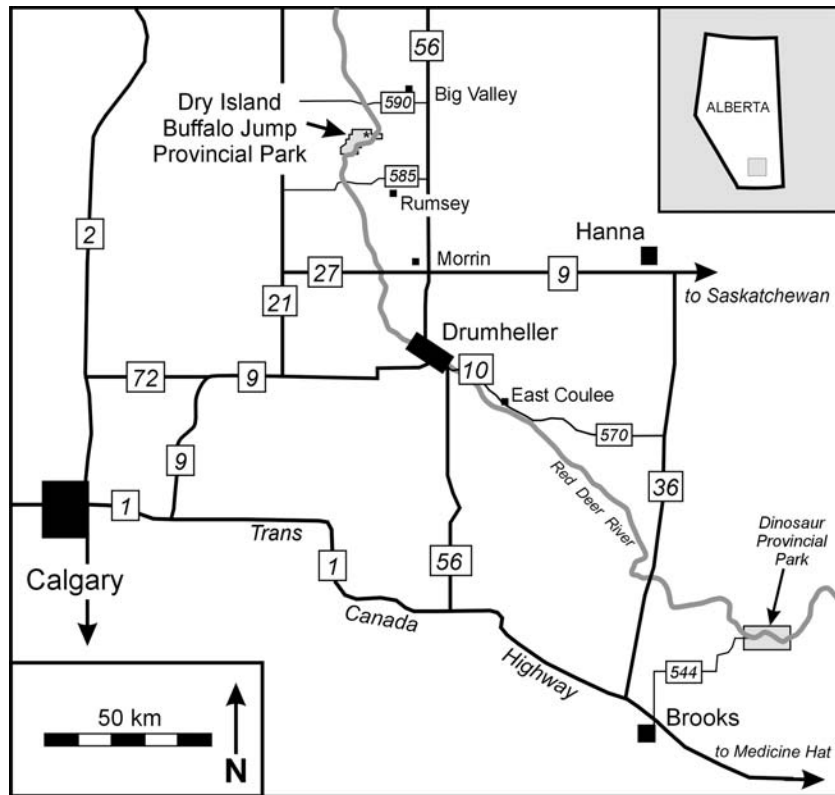 56
590
Big Valley
Dry Island
Buffalo Jump
Provincial Park
ALBERTA
585
Rumsey
2
Hanna
Morrin
27
9
to Saskatchewan
21
Drumheller
72
9
10
East Coulee
570
9
Red Deer River
36
1
Trans
Dinosaur
Provincial
Park
Calgary
1
56
Canada
Highway
544
50 km
N
Brooks
to Medicine Hat